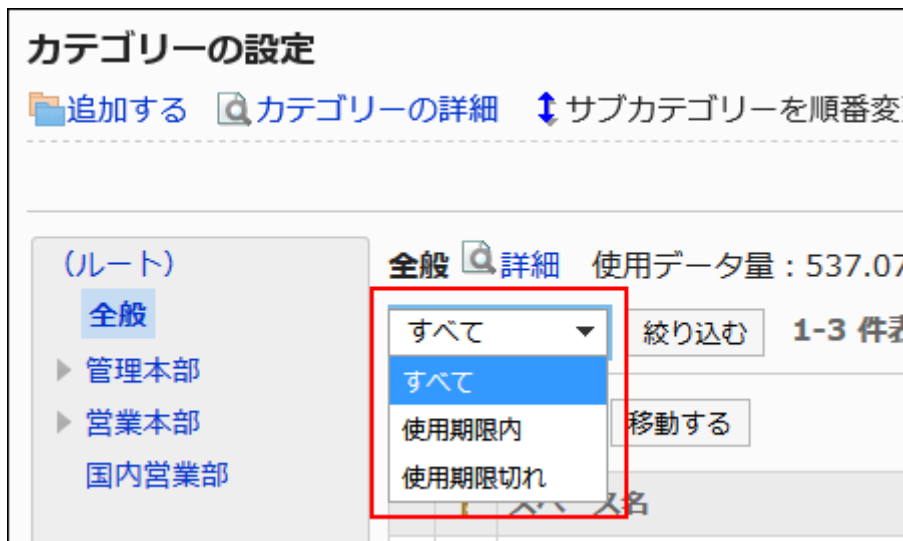 カテゴリーの設定
追加する カテゴリーの詳細 サブカテゴリーを順番変
(ルート)
全般
管理本部
営業本部
国内営業部
全般 詳細 使用データ量 : 537.07
すべて 絞り込む 1-3 件表
すべて
使用期限内
使用期限切れ
移動する
スペース名